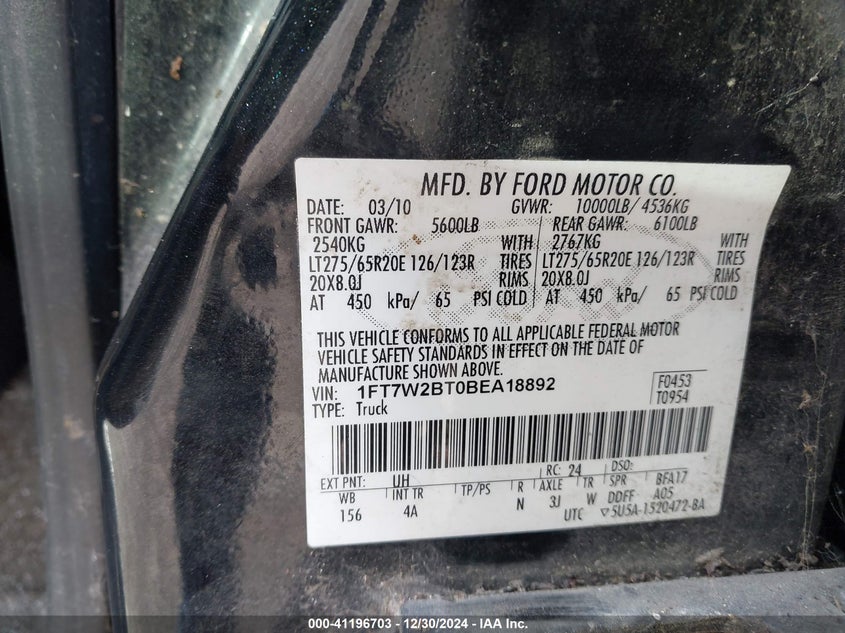 MFD. BY FORD MOTOR CO.
DATE: 03/10 GVWR: 10000LB/ 4536KG
FRONT GAWR: 5600LB REAR GAWR: 6100LB
2540KG WITH 2767KG WITH
LT275/65R20E 126/123R TIRES LT275/65R20E 126/123R TIRES
20X8.0J RIMS 20X8.0J RIMS
AT 450 kPa/ 65 PSI COLD AT 450 kPa/ 65 PSI COLD
THIS VEHICLE CONFORMS TO ALL APPLICABLE FEDERAL MOTOR
VEHICLE SAFETY STANDARDS IN EFFECT ON THE DATE OF
MANUFACTURE SHOWN ABOVE.
VIN: 1FT7W2BT0BEA18892 F0453
TYPE: Truck T0954
EXT PNT: UH RC: 24 DSO:
WB INT TR TP/PS R AXLE TR SPR BFA17
156 4A N 3J W DDFF A05
UTC ▽5U5A-1520472-BA
000-41196703 - 12/30/2024 - IAA Inc.